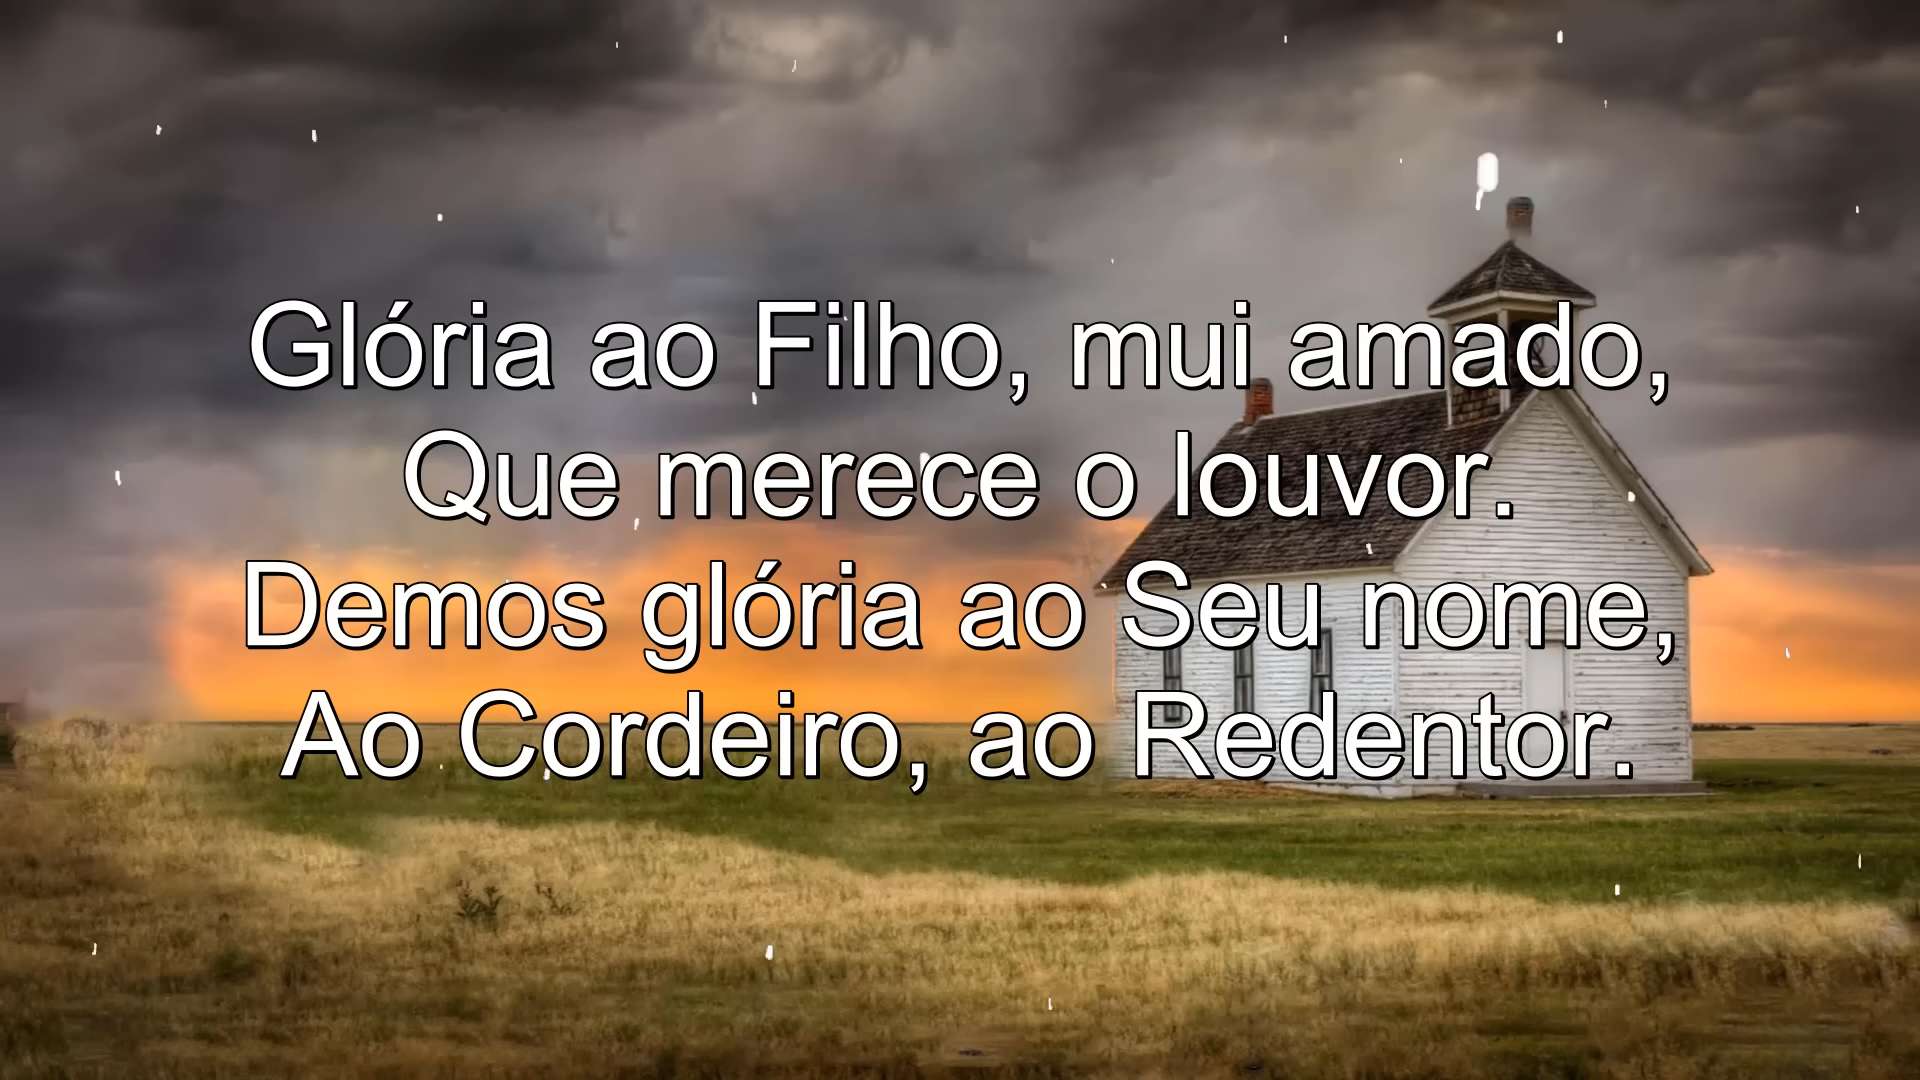 Glória ao Filho, mui amado,
Que merece o louvor.
Demos glória ao Seu nome,
Ao Cordeiro, ao Redentor.